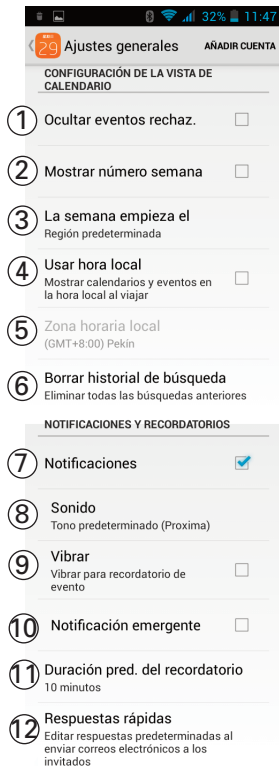 32% 11:47
29 Ajustes generales AÑADIR CUENTA
CONFIGURACIÓN DE LA VISTA DE
CALENDARIO
1 Ocultar eventos rechaz.
2 Mostrar número semana
3 La semana empieza el
Región predeterminada
4 Usar hora local
Mostrar calendarios y eventos en
la hora local al viajar
5 Zona horaria local
(GMT+8:00) Pekín
6 Borrar historial de búsqueda
Eliminar todas las búsquedas anteriores
NOTIFICACIONES Y RECORDATORIOS
7 Notificaciones
8 Sonido
Tono predeterminado (Proxima)
9 Vibrar
Vibrar para recordatorio de
evento
10 Notificación emergente
11 Duración pred. del recordatorio
10 minutos
12 Respuestas rápidas
Editar respuestas predeterminadas al
enviar correos electrónicos a los
invitados